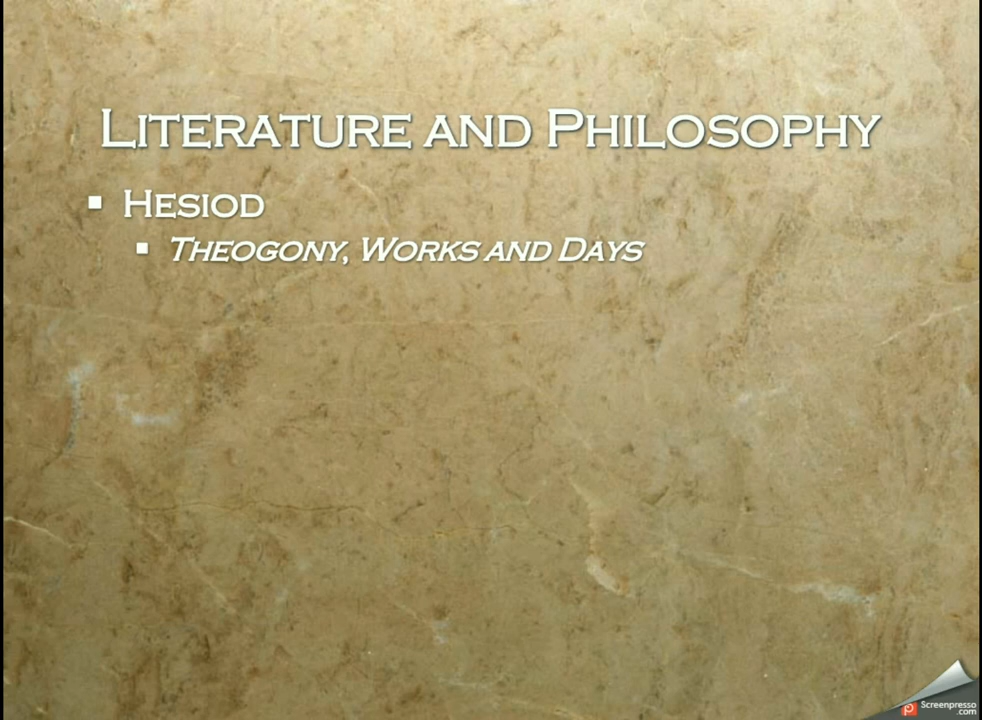 Literature and Philosophy
Hesiod
Theogony, Works and Days
Screenpresso
.com